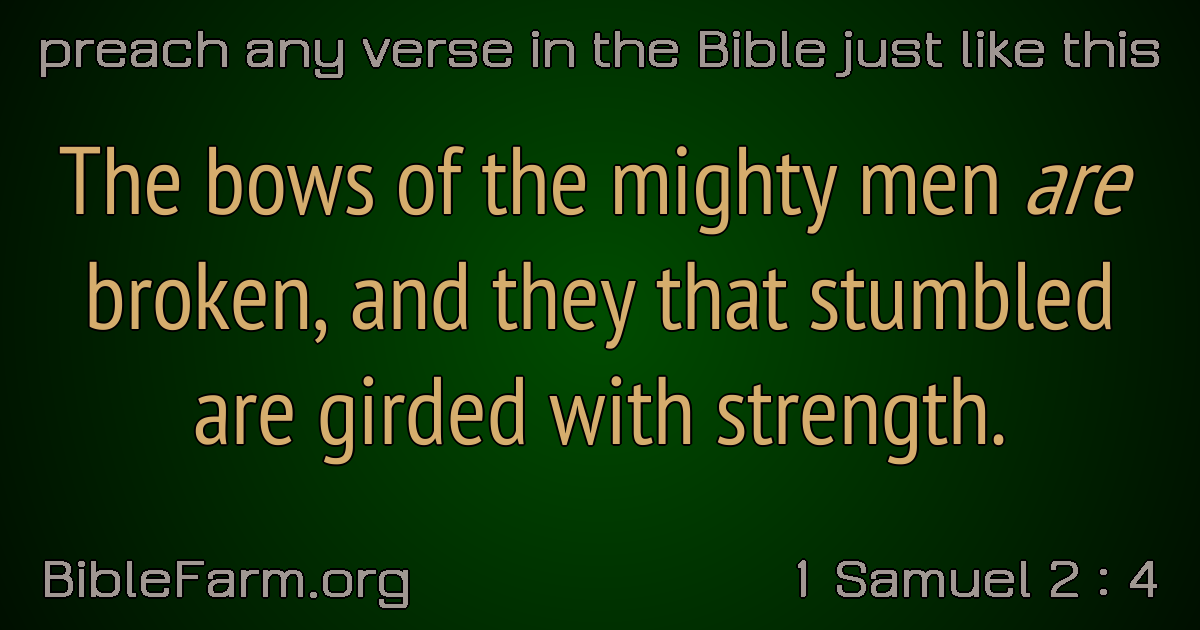 preach any verse in the Bible just like this
The bows of the mighty men are
broken, and they that stumbled
are girded with strength.
BibleFarm.org
1 Samuel 2 : 4